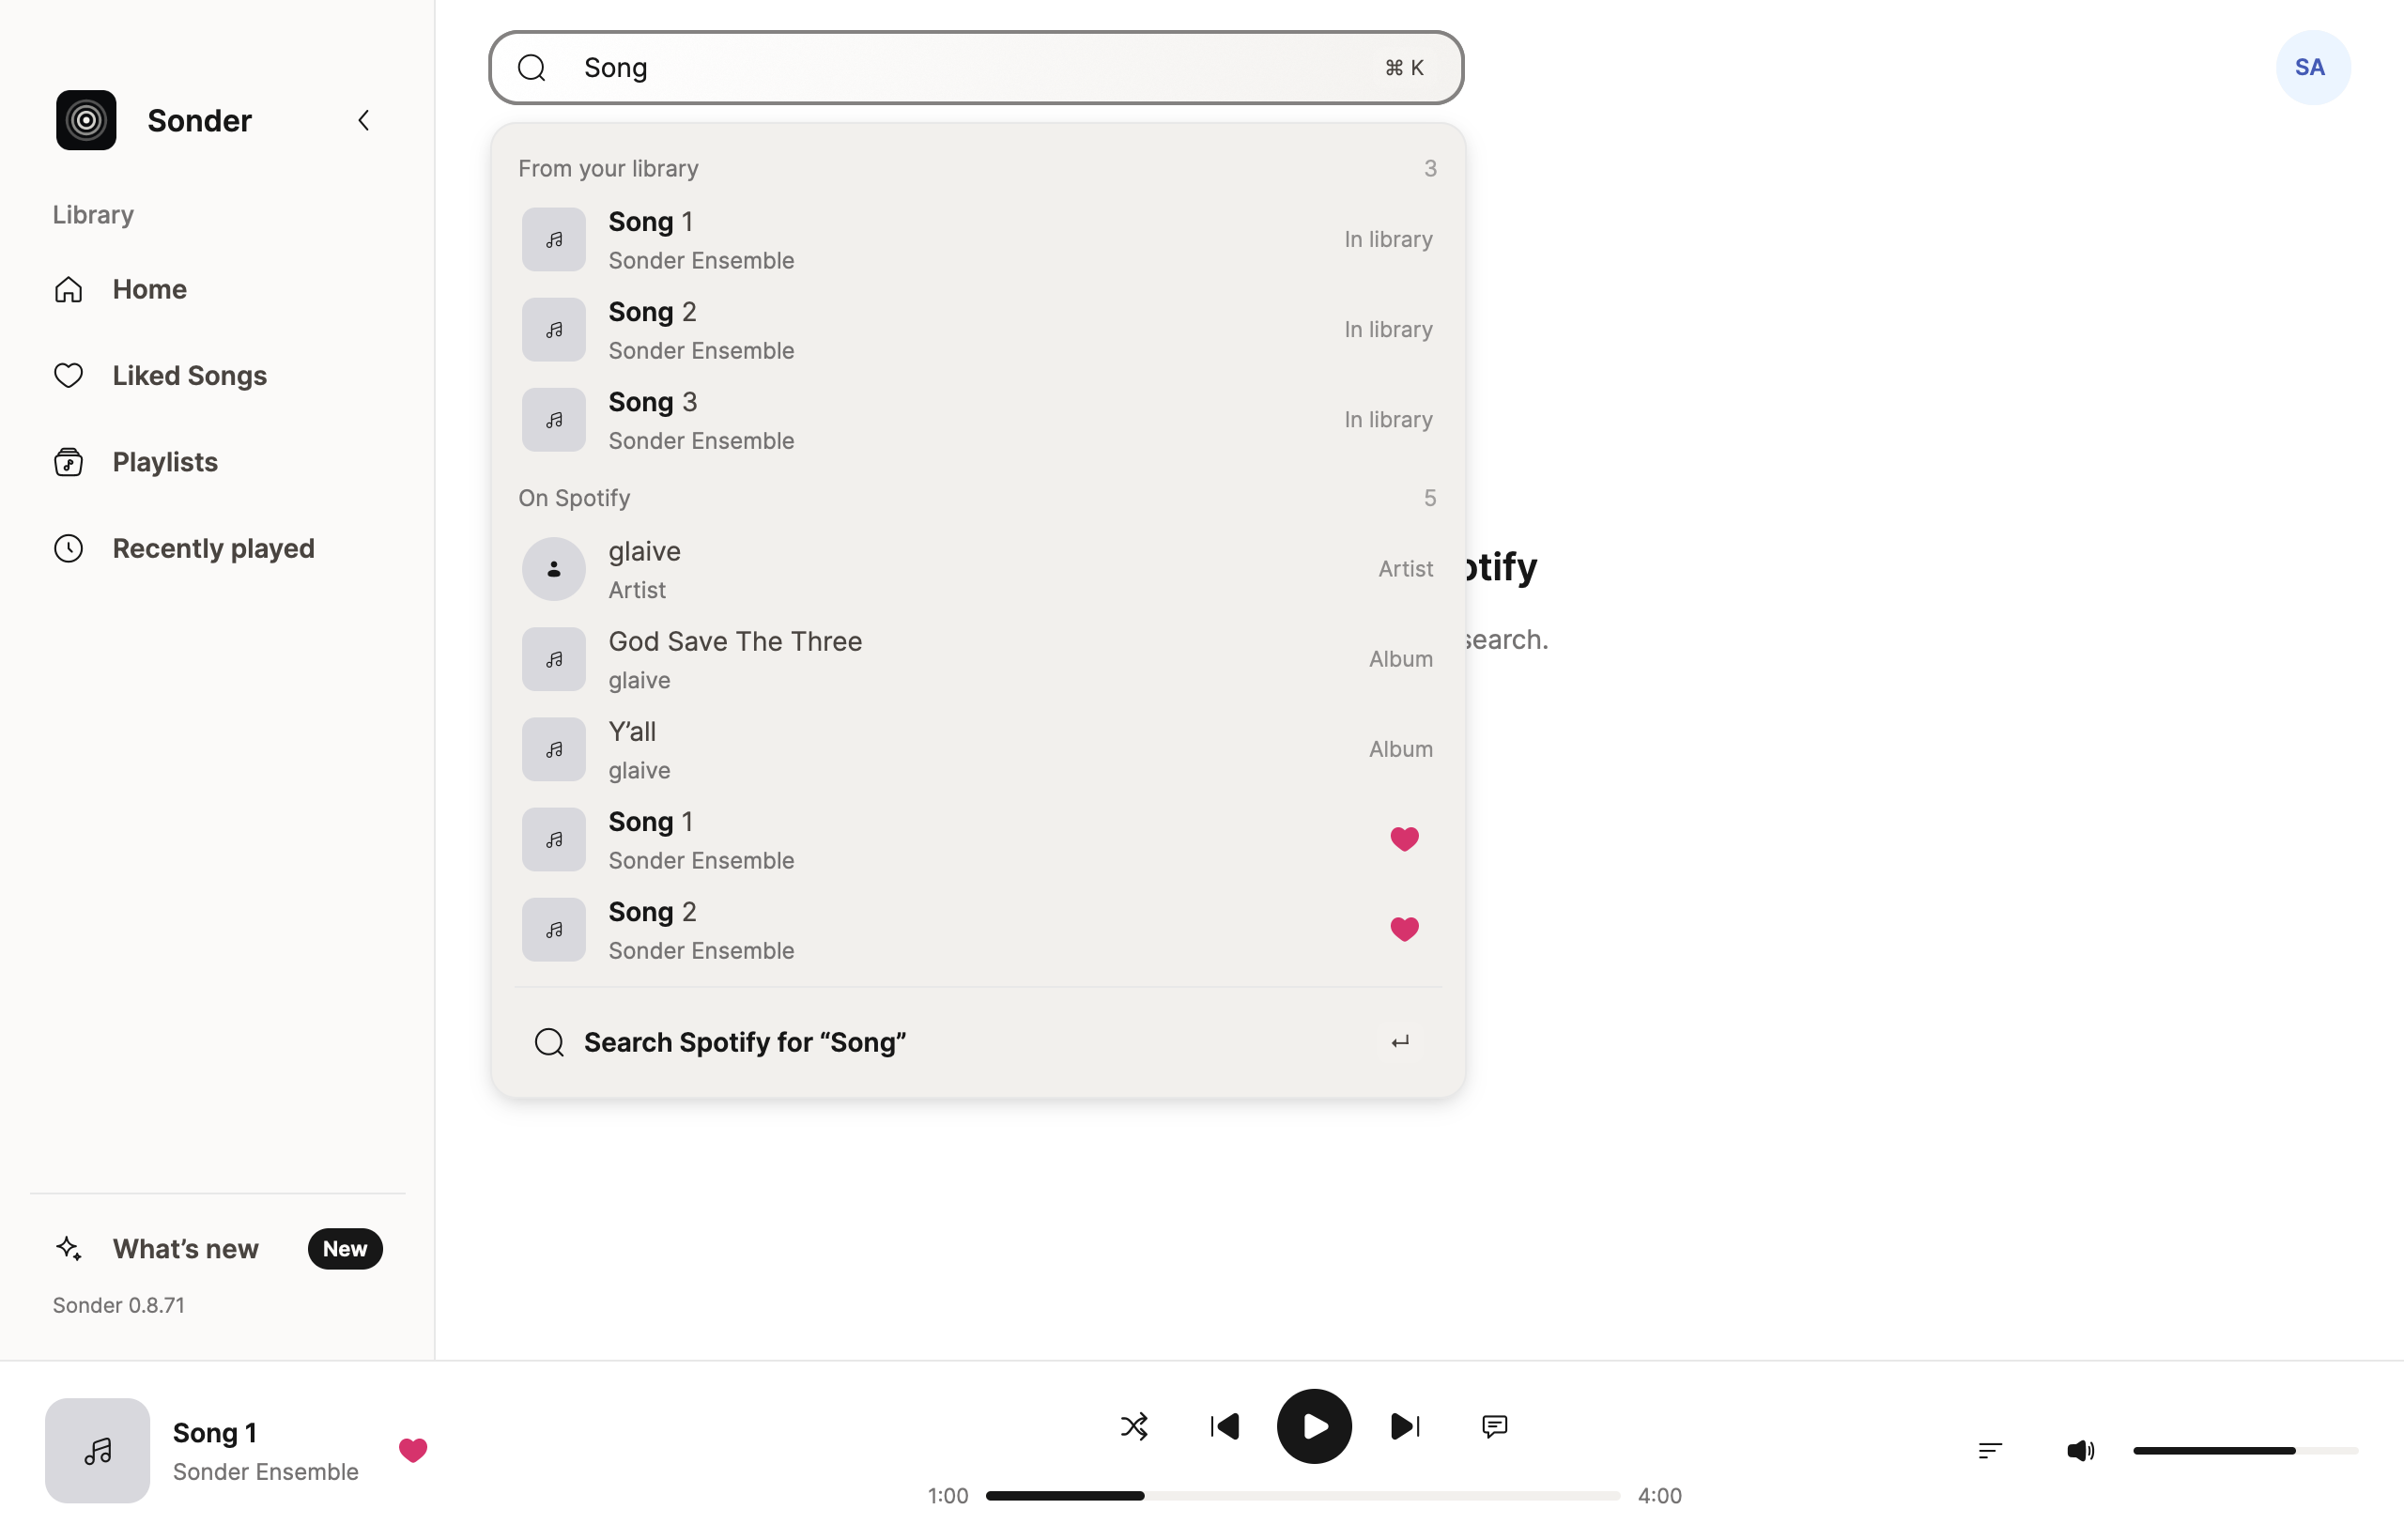 Sonder
Library
Home
Liked Songs
Playlists
Recently played
What’s new
New
Sonder 0.8.71
Song
⌘ K
SA
From your library
3
Song 1
Sonder Ensemble
In library
Song 2
Sonder Ensemble
In library
Song 3
Sonder Ensemble
In library
On Spotify
5
glaive
Artist
Artist
God Save The Three
glaive
Album
Y’all
glaive
Album
Song 1
Sonder Ensemble
Song 2
Sonder Ensemble
Search Spotify for “Song”
search.
Song 1
Sonder Ensemble
1:00
4:00